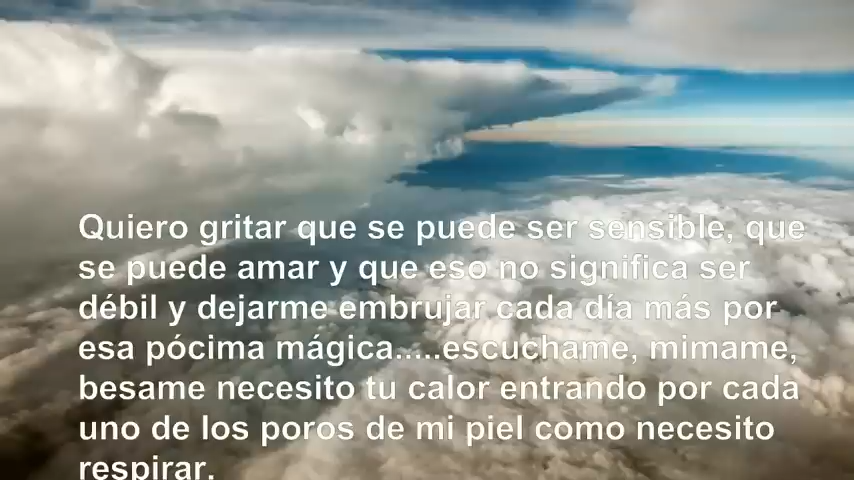 Quiero gritar que se puede ser sensible, que
se puede amar y que eso no significa ser
débil y dejarme embrujar cada día más por
esa pócima mágica.....escuchame, mimame,
besame necesito tu calor entrando por cada
uno de los poros de mi piel como necesito
respirar.